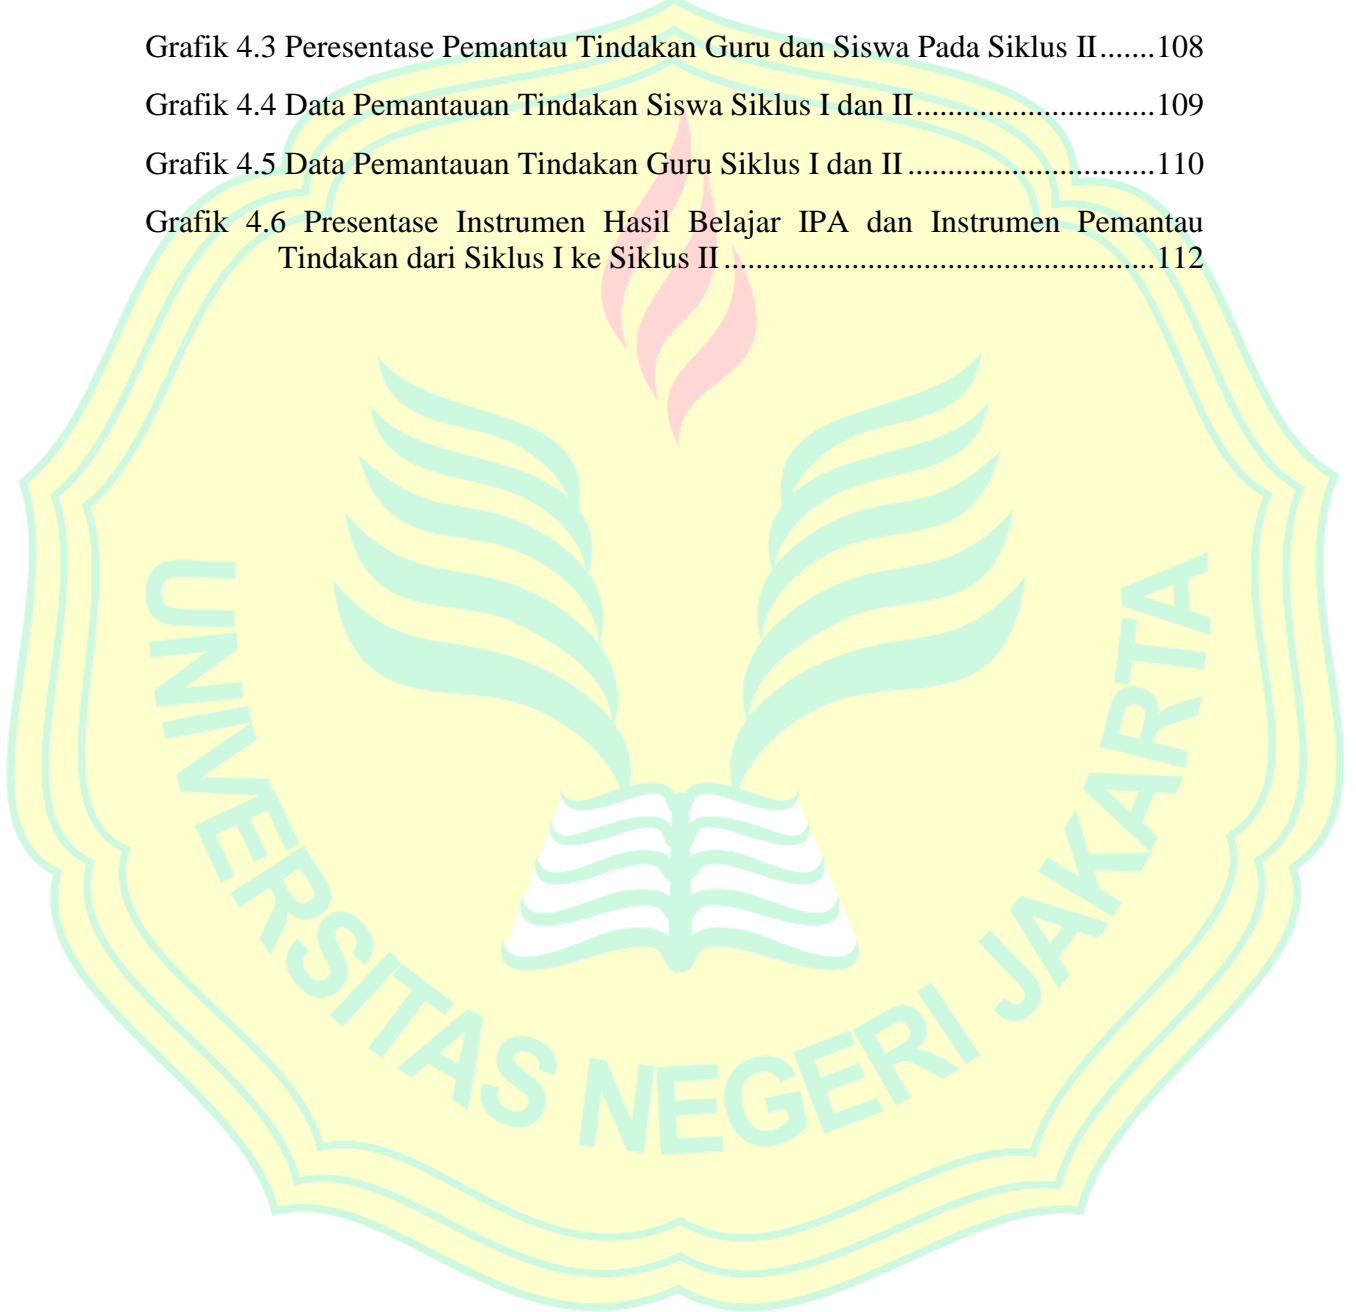 Grafik 4.3 Peresentase Pemantau Tindakan Guru dan Siswa Pada Siklus II.......108
Grafik 4.4 Data Pemantauan Tindakan Siswa Siklus I dan II..............................109
Grafik 4.5 Data Pemantauan Tindakan Guru Siklus I dan II...............................110
Grafik 4.6 Presentase Instrumen Hasil Belajar IPA dan Instrumen Pemantau
Tindakan dari Siklus I ke Siklus II......................................................112
UNIVERSITAS NEGERI JAKARTA